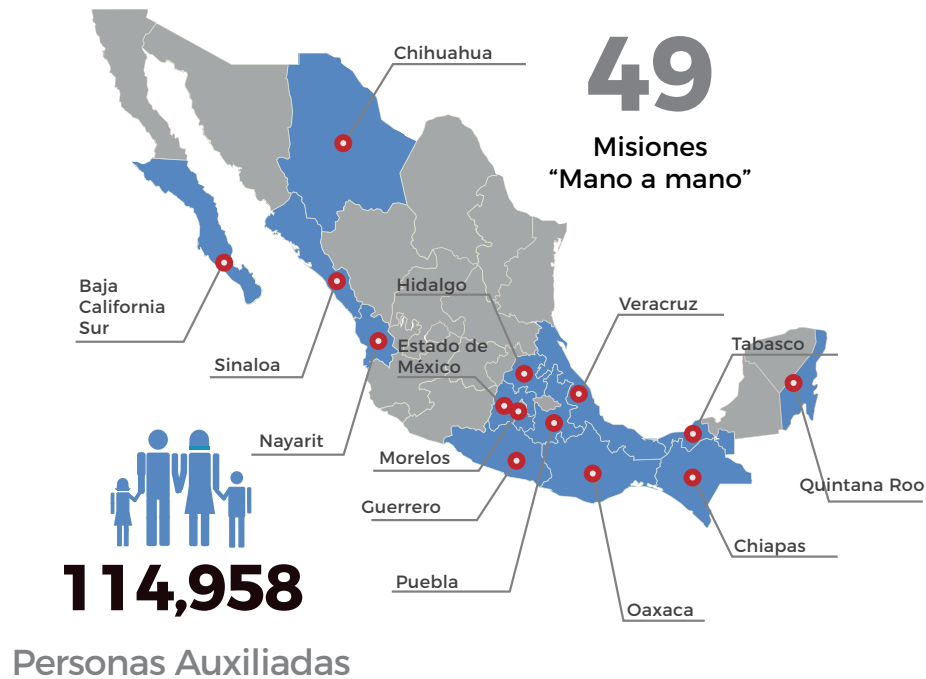 Chihuahua
49
Misiones
“Mano a mano”
Baja
California
Sur
Hidalgo
Veracruz
Tabasco
Estado de
México
Sinaloa
Nayarit
Morelos
Quintana Roo
Guerrero
Chiapas
Puebla
Oaxaca
114,958
Personas Auxiliadas